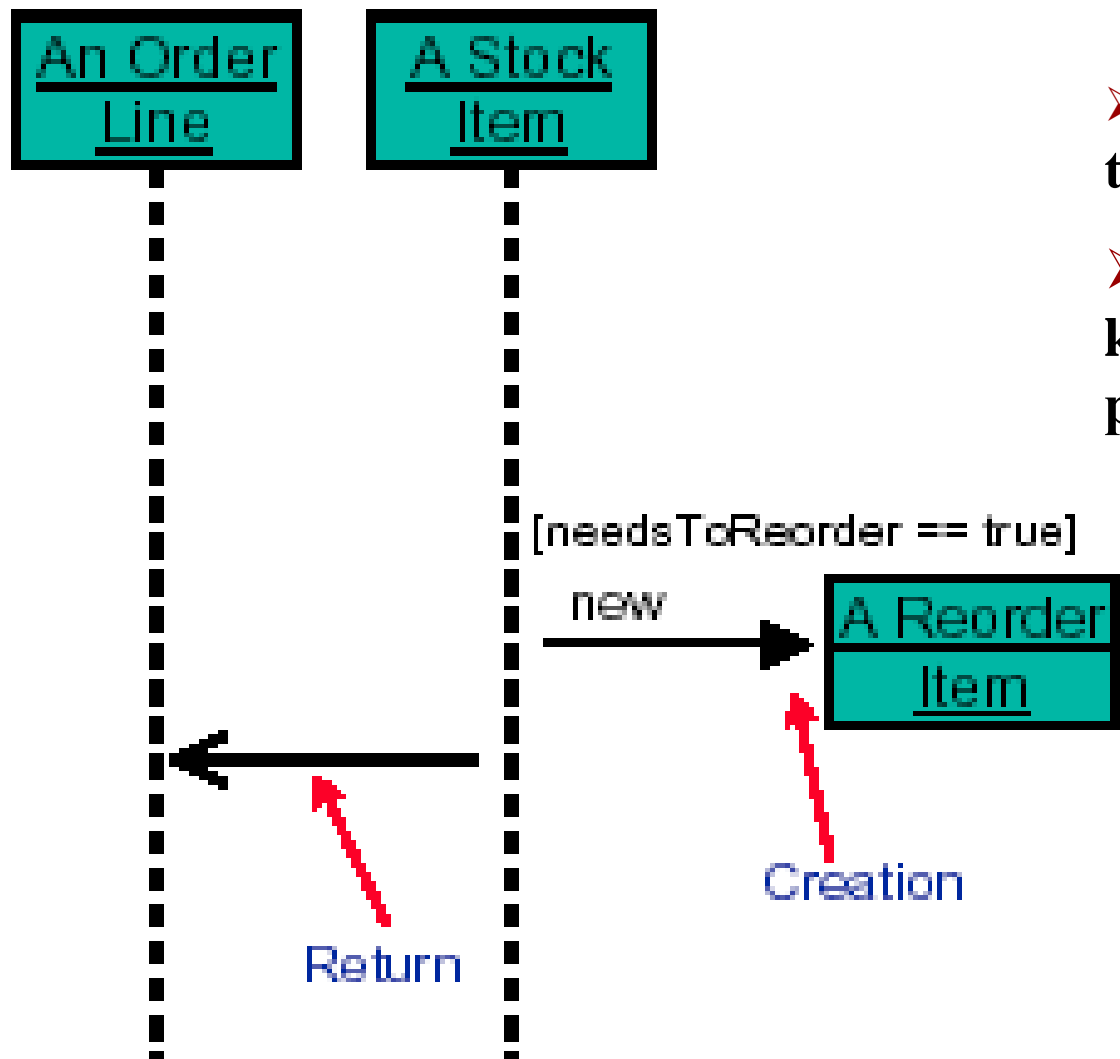 An Order
Line
A Stock
Item
[needsToReorder == true]
new
A Reorder
Item
Creation
Return